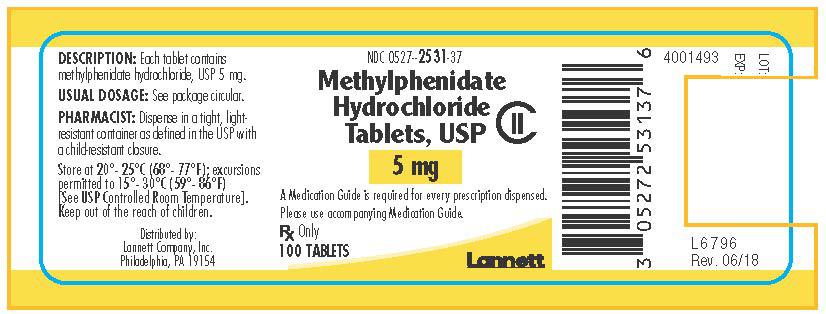 DESCRIPTION: Each tablet contains
methylphenidate hydrochloride, USP 5 mg.
USUAL DOSAGE: See package circular.
PHARMACIST: Dispense in a tight, light-
resistant container as defined in the USP with
a child-resistant closure.
Store at 20°- 25°C (68°- 77°F); excursions
permitted to 15°- 30°C (59°- 86°F)
[See USP Controlled Room Temperature].
Keep out of the reach of children.
Distributed by:
Lannett Company, Inc.
Philadelphia, PA 19154
NDC 0527--2531-37
Methylphenidate
Hydrochloride
Tablets, USP
CII
5 mg
A Medication Guide is required for every prescription dispensed.
Please use accompanying Medication Guide.
Rx Only
100 TABLETS
Lannett
3 05272 53137 6
4001493
LOT:
EXP:
L6796
Rev. 06/18